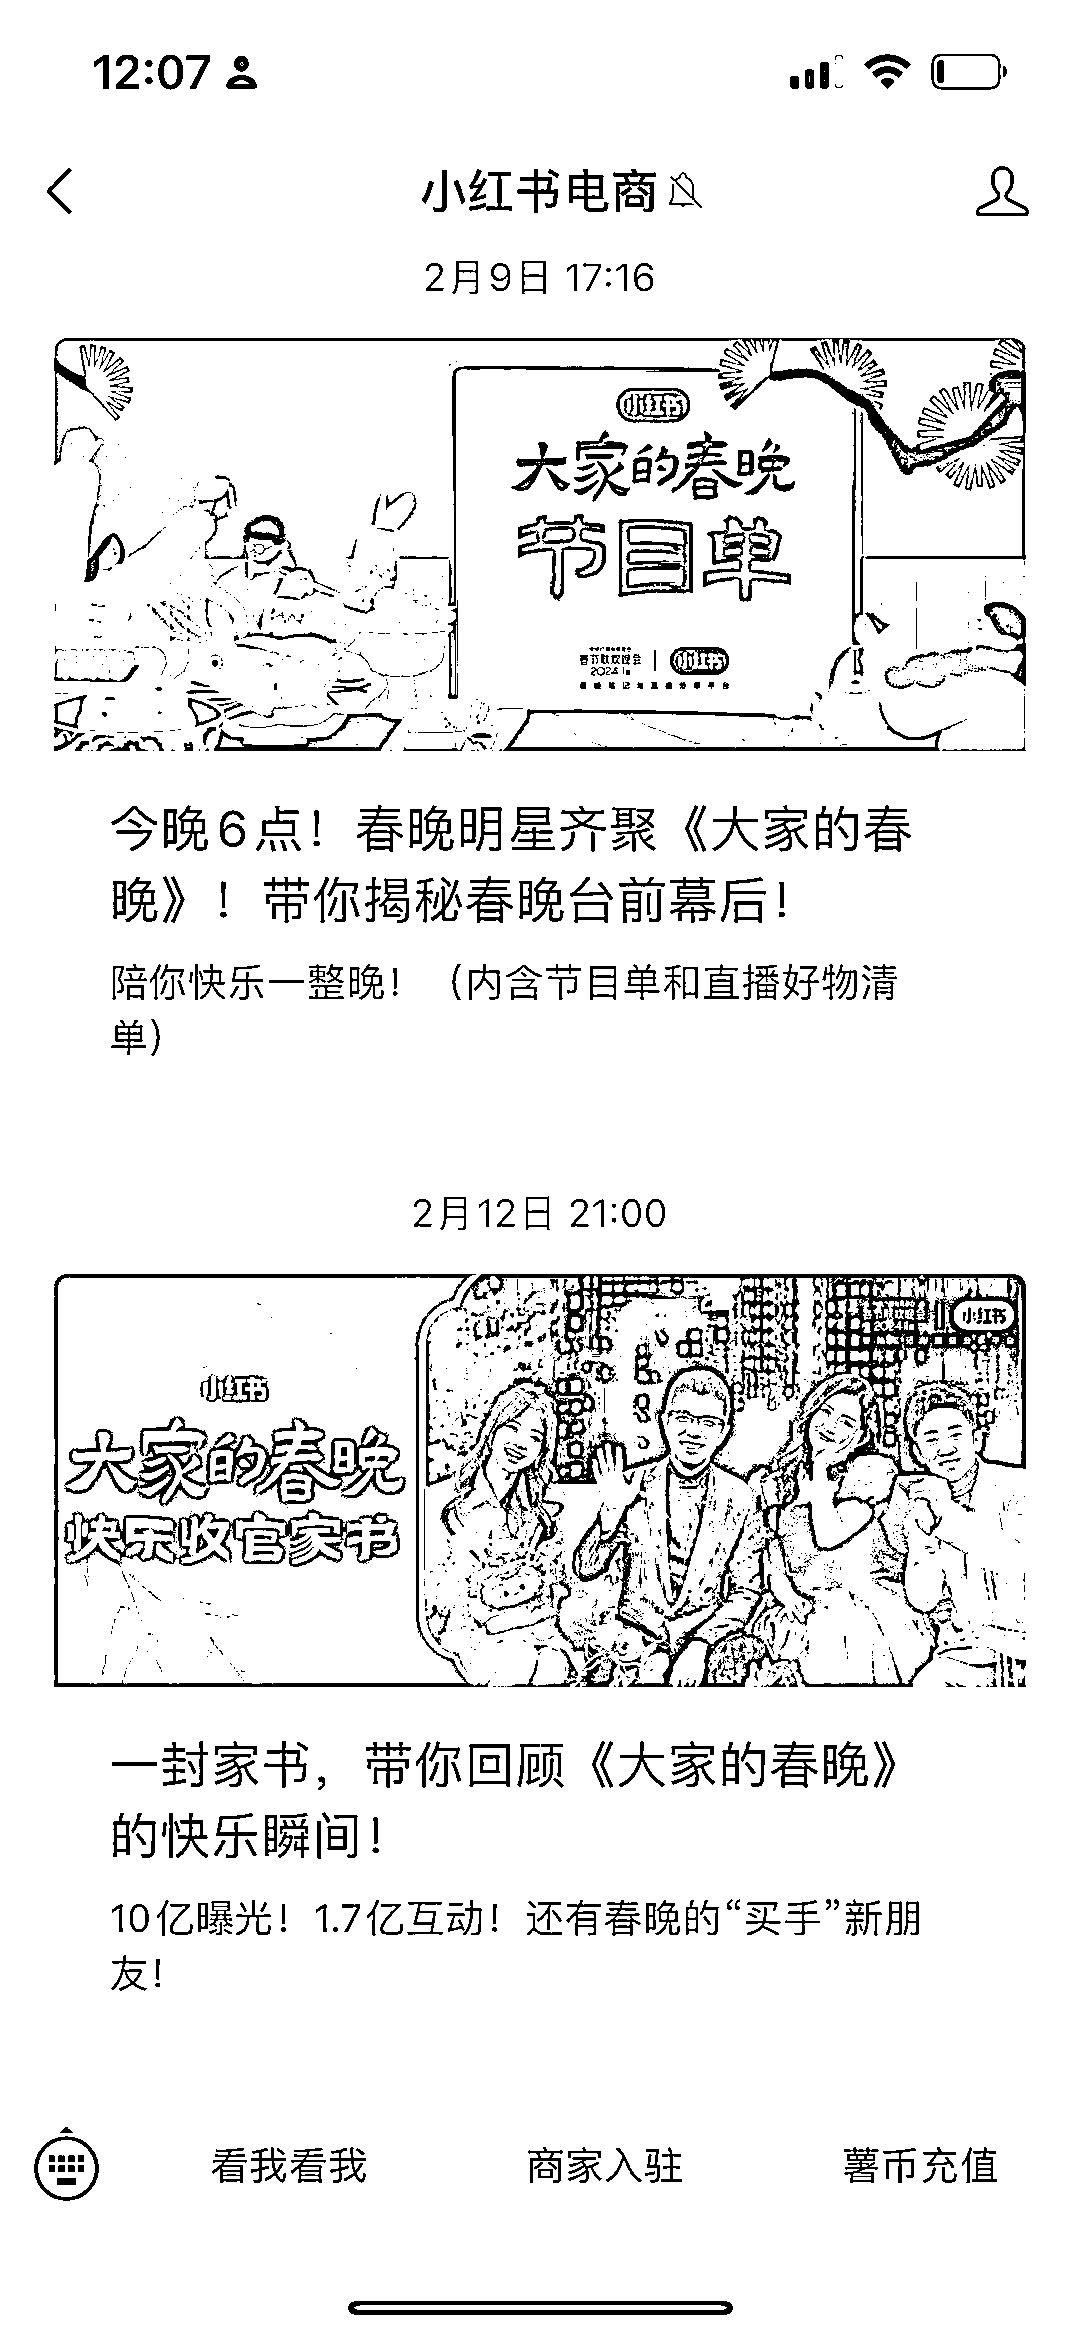 12:07
小红书电商
2月9日 17:16
小红书
大家的春晚
节目单
春节联欢晚会
2024
小红书
今晚6点！春晚明星齐聚《大家的春
晚》！带你揭秘春晚台前幕后！
陪你快乐一整晚！（内含节目单和直播好物清
单）
2月12日 21:00
小红书
小红书
大家的春晚
快乐收官家书
一封家书，带你回顾《大家的春晚》
的快乐瞬间！
10亿曝光！1.7亿互动！还有春晚的“买手”新朋
友！
看我看我
商家入驻
薯币充值